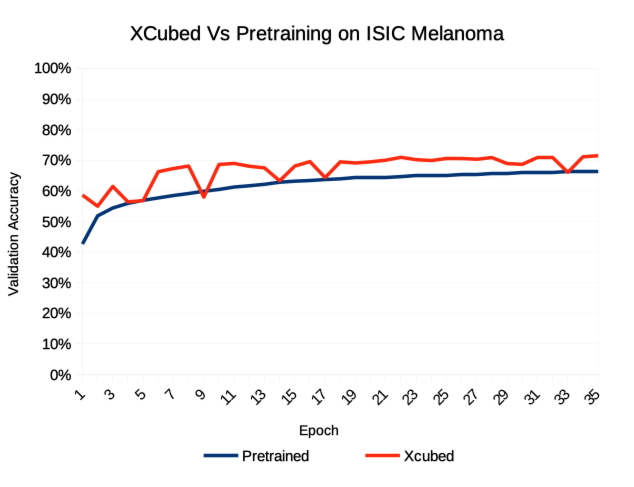 XCubed Vs Pretraining on ISIC Melanoma
100%
90%
80%
70%
60%
50%
40%
30%
20%
10%
0%
Validation Accuracy
1 3 5 7 9 11 13 15 17 19 21 23 25 27 29 31 33 35
Epoch
Pretrained Xcubed